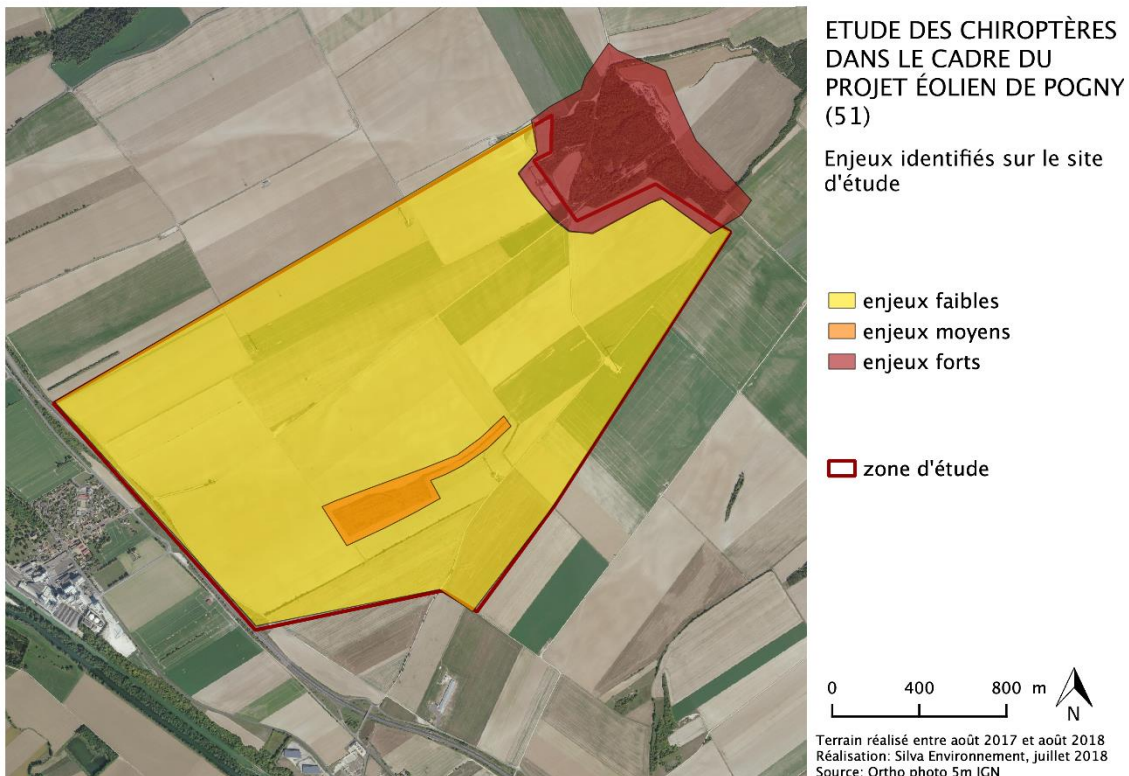 ETUDE DES CHIROPTÈRES
DANS LE CADRE DU
PROJET ÉOLIEN DE POGNY
(51)
Enjeux identifiés sur le site
d'étude
enjeux faibles
enjeux moyens
enjeux forts
zone d'étude
0 400 800 m
N
Terrain réalisé entre août 2017 et août 2018
Réalisation: Silva Environnement, juillet 2018
Source: Ortho photo 5m IGN